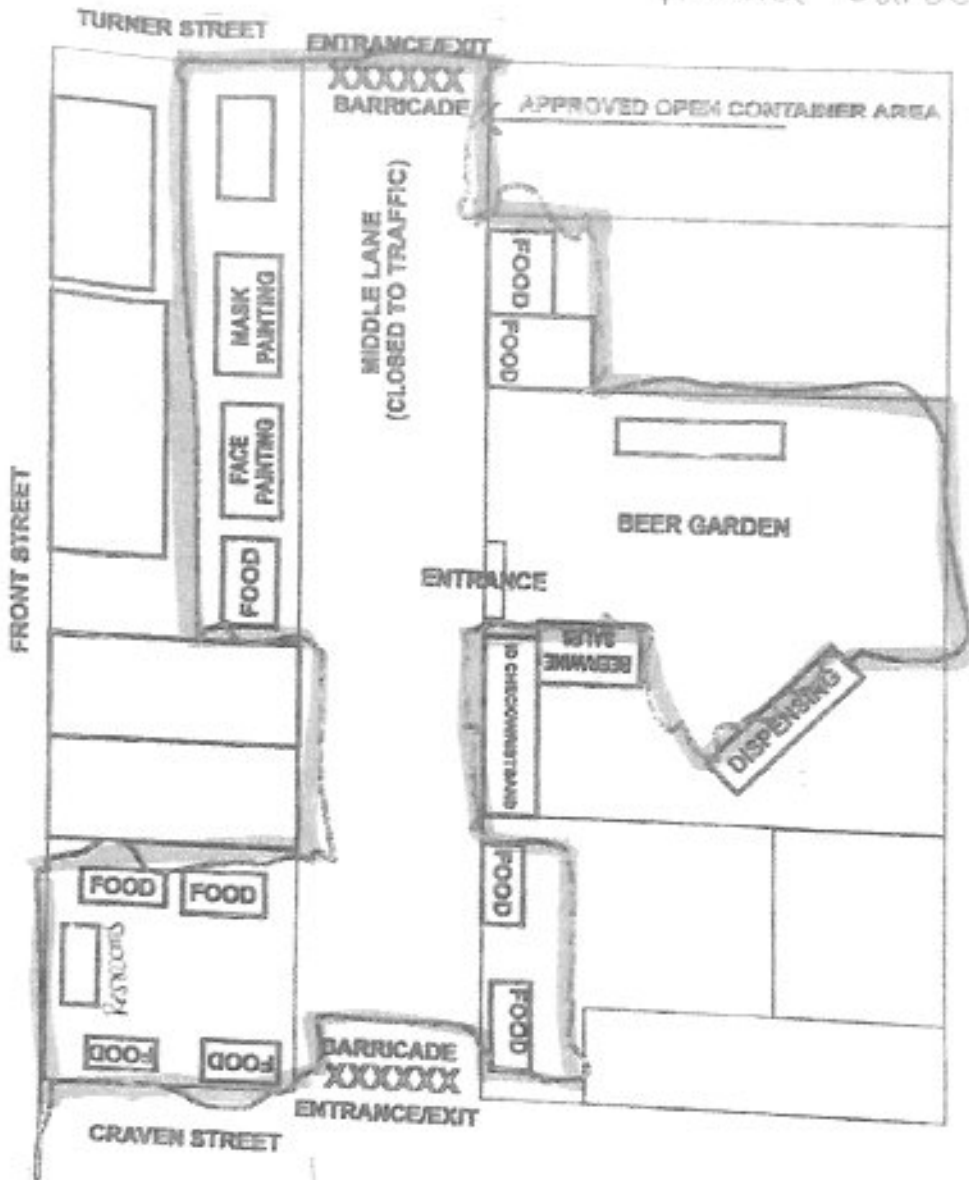 TURNER STREET
ENTRANCE/EXIT
XXXXXX
BARRICADE
APPROVED OPEN CONTAINER AREA
MIDDLE LANE
(CLOSED TO TRAFFIC)
FOOD
FOOD
MASK
PAINTING
FACE
PAINTING
FOOD
FRONT STREET
BEER GARDEN
ENTRANCE
BEER/WINE
SALES
ID CHECK/WRISTBAND
DISPENSING
FOOD
FOOD
FOOD
RESTROOMS
FOOD
FOOD
FOOD
BARRICADE
XXXXXX
ENTRANCE/EXIT
CRAVEN STREET